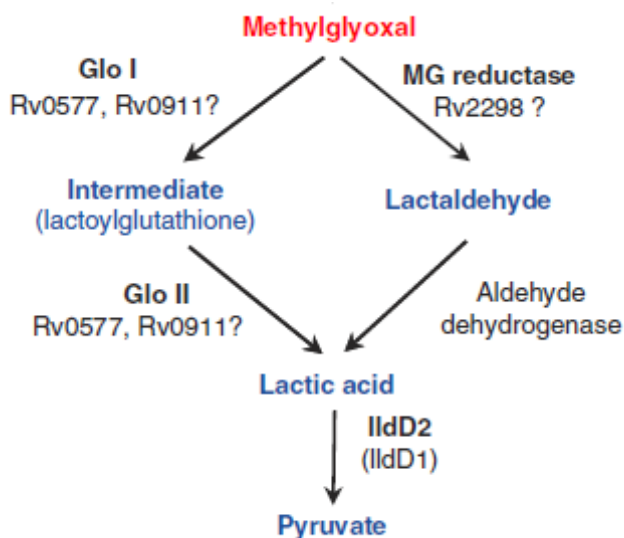 Methylglyoxal
Glo I
Rv0577, Rv0911?
MG reductase
Rv2298 ?
Intermediate
(lactoylglutathione)
Lactaldehyde
Glo II
Rv0577, Rv0911?
Aldehyde
dehydrogenase
Lactic acid
lldD2
(lldD1)
Pyruvate